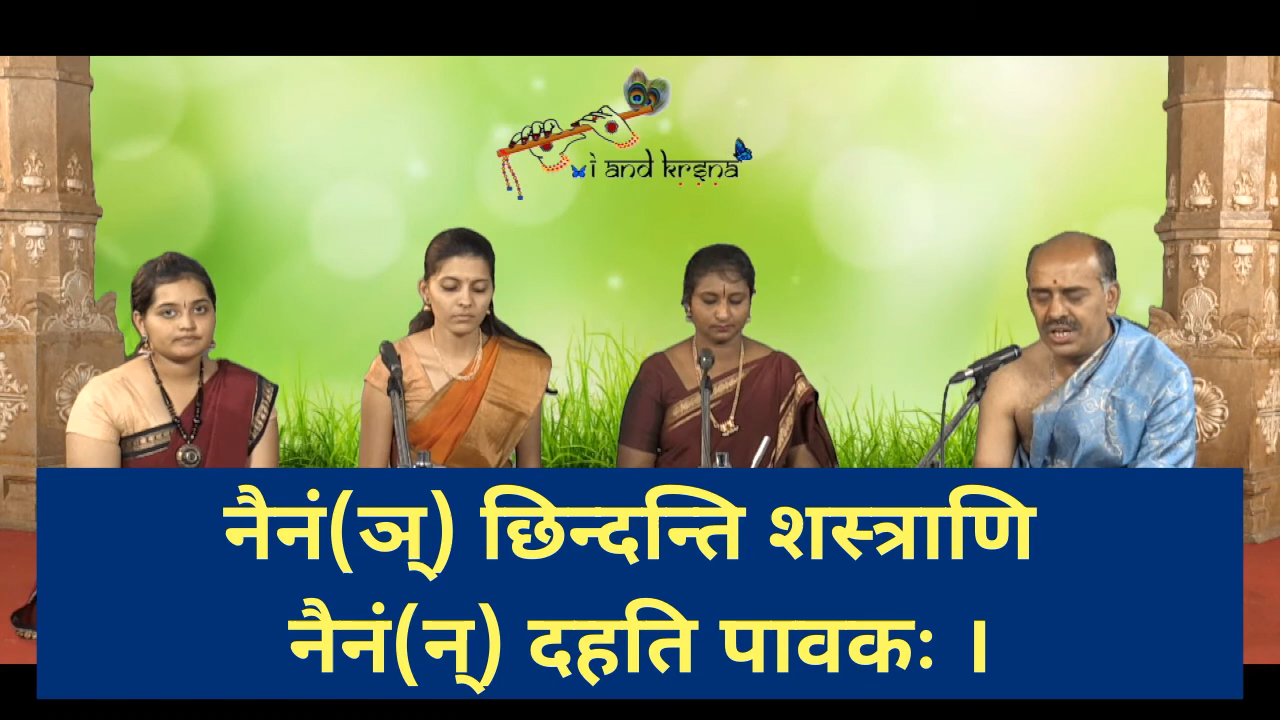 i and krsna
नैनं(ञ्) छिन्दन्ति शस्त्राणि
नैनं(न्) दहति पावकः ।